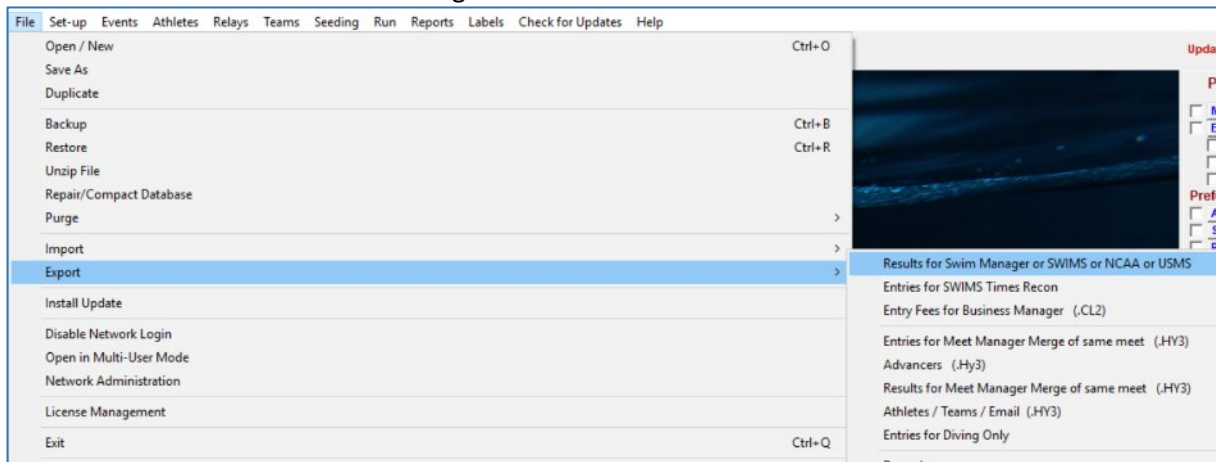 File Set-up Events Athletes Relays Teams Seeding Run Reports Labels Check for Updates Help
Open / New Ctrl+O
Save As
Duplicate
Backup Ctrl+B
Restore Ctrl+R
Unzip File
Repair/Compact Database
Purge >
Import >
Export >
Install Update
Disable Network Login
Open in Multi-User Mode
Network Administration
License Management
Exit Ctrl+Q
Results for Swim Manager or SWIMS or NCAA or USMS
Entries for SWIMS Times Recon
Entry Fees for Business Manager (.CL2)
Entries for Meet Manager Merge of same meet (.HY3)
Advancers (.Hy3)
Results for Meet Manager Merge of same meet (.HY3)
Athletes / Teams / Email (.HY3)
Entries for Diving Only